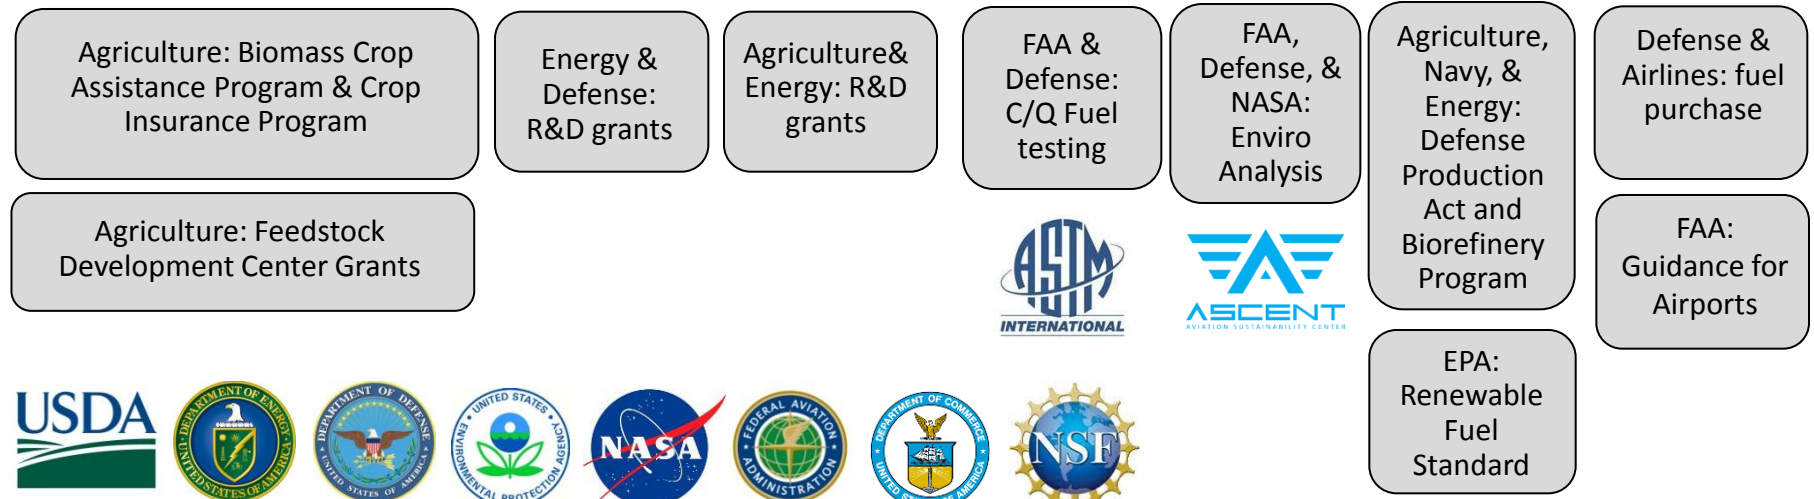 Agriculture: Biomass Crop
Assistance Program & Crop
Insurance Program
Agriculture: Feedstock
Development Center Grants
Energy &
Defense:
R&D grants
Agriculture&
Energy: R&D
grants
FAA &
Defense:
C/Q Fuel
testing
ASTM
INTERNATIONAL
FAA,
Defense, &
NASA:
Enviro
Analysis
ASCENT
AVIATION SUSTAINABILITY CENTER
Agriculture,
Navy, &
Energy:
Defense
Production
Act and
Biorefinery
Program
EPA:
Renewable
Fuel
Standard
Defense &
Airlines: fuel
purchase
FAA:
Guidance for
Airports
USDA
DEPARTMENT OF ENERGY
UNITED STATES OF AMERICA
DEPARTMENT OF DEFENSE
UNITED STATES OF AMERICA
UNITED STATES
ENVIRONMENTAL PROTECTION AGENCY
NASA
FEDERAL AVIATION
ADMINISTRATION
DEPARTMENT OF COMMERCE
UNITED STATES OF AMERICA
NSF